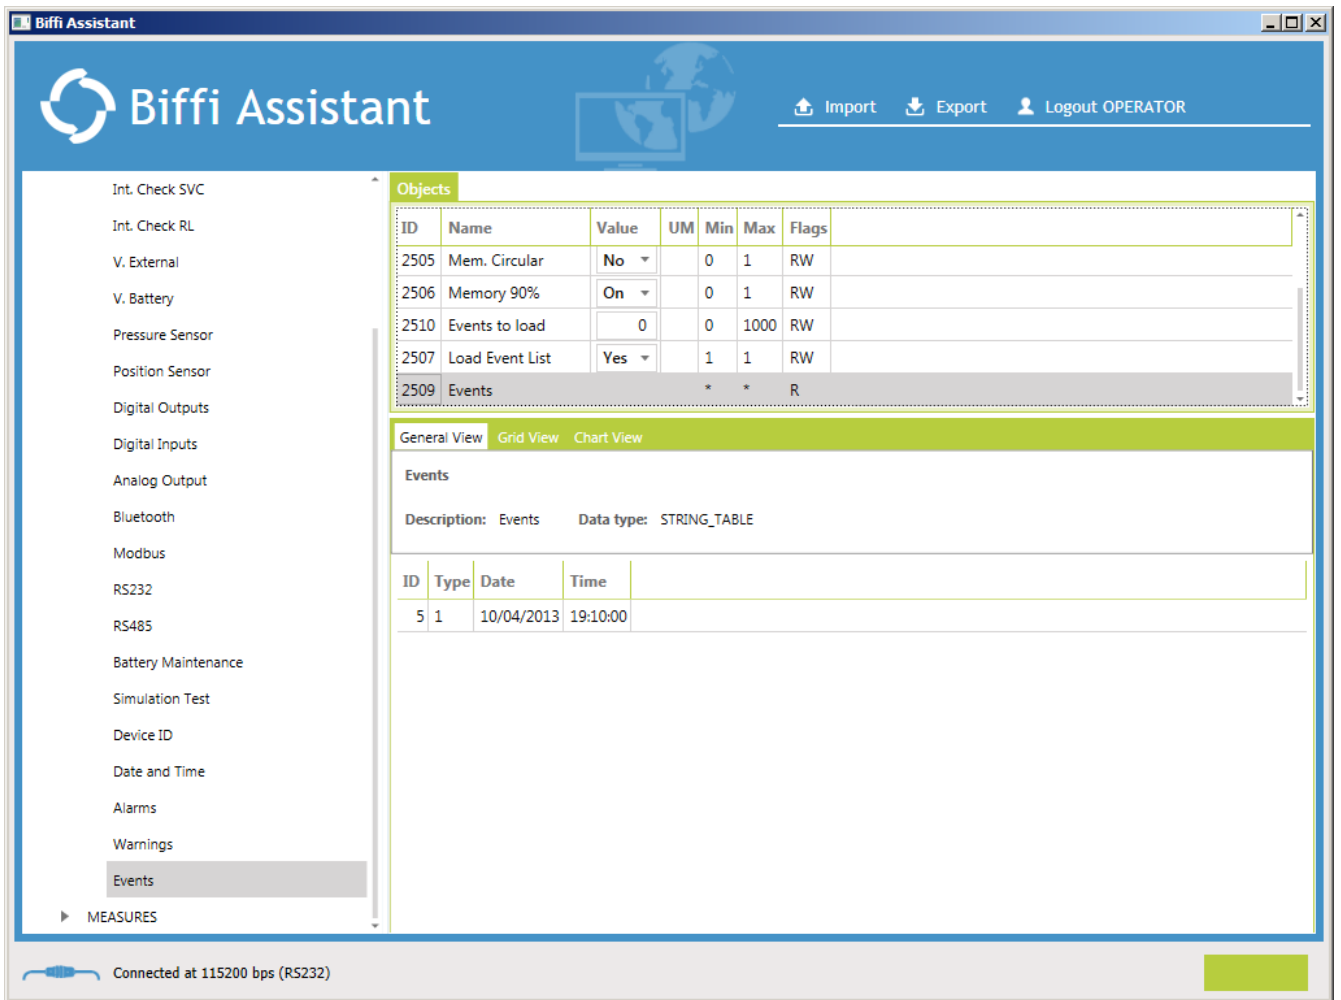 Biffi Assistant
Biffi Assistant
Import Export Logout OPERATOR
Int. Check SVC
Int. Check RL
V. External
V. Battery
Pressure Sensor
Position Sensor
Digital Outputs
Digital Inputs
Analog Output
Bluetooth
Modbus
RS232
RS485
Battery Maintenance
Simulation Test
Device ID
Date and Time
Alarms
Warnings
Events
MEASURES
Objects
ID Name Value UM Min Max Flags
2505 Mem. Circular No 0 1 RW
2506 Memory 90% On 0 1 RW
2510 Events to load 0 0 1000 RW
2507 Load Event List Yes 1 1 RW
2509 Events * * R
General View Grid View Chart View
Events
Description: Events Data type: STRING_TABLE
ID Type Date Time
5 1 10/04/2013 19:10:00
Connected at 115200 bps (RS232)